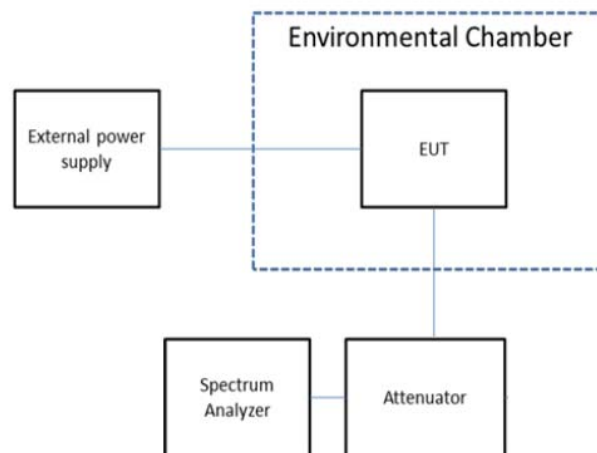 Environmental Chamber
External power
supply
EUT
Spectrum
Analyzer
Attenuator